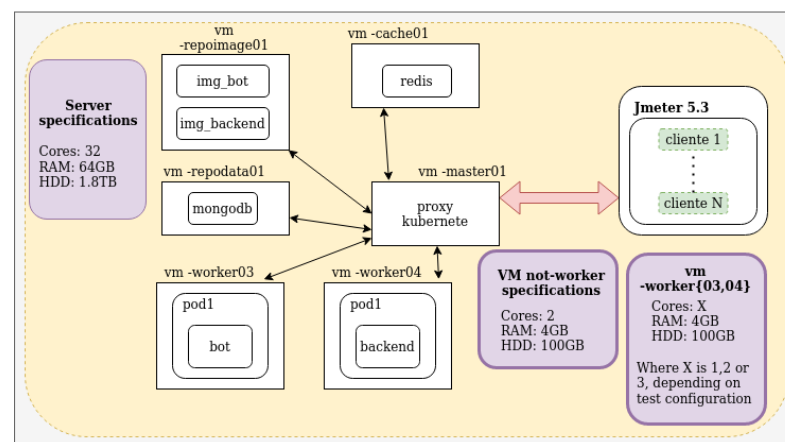 vm
-repoimage01
img_bot
img_backend
vm -cache01
redis
Server
specifications
Cores: 32
RAM: 64GB
HDD: 1.8TB
Jmeter 5.3
cliente 1
cliente N
vm -repodata01
mongodb
vm -master01
proxy
kubernete
vm -worker03
pod1
bot
vm -worker04
pod1
backend
VM not-worker
specifications
Cores: 2
RAM: 4GB
HDD: 100GB
vm
-worker{03,04}
Cores: X
RAM: 4GB
HDD: 100GB
Where X is 1,2 or
3, depending on
test configuration